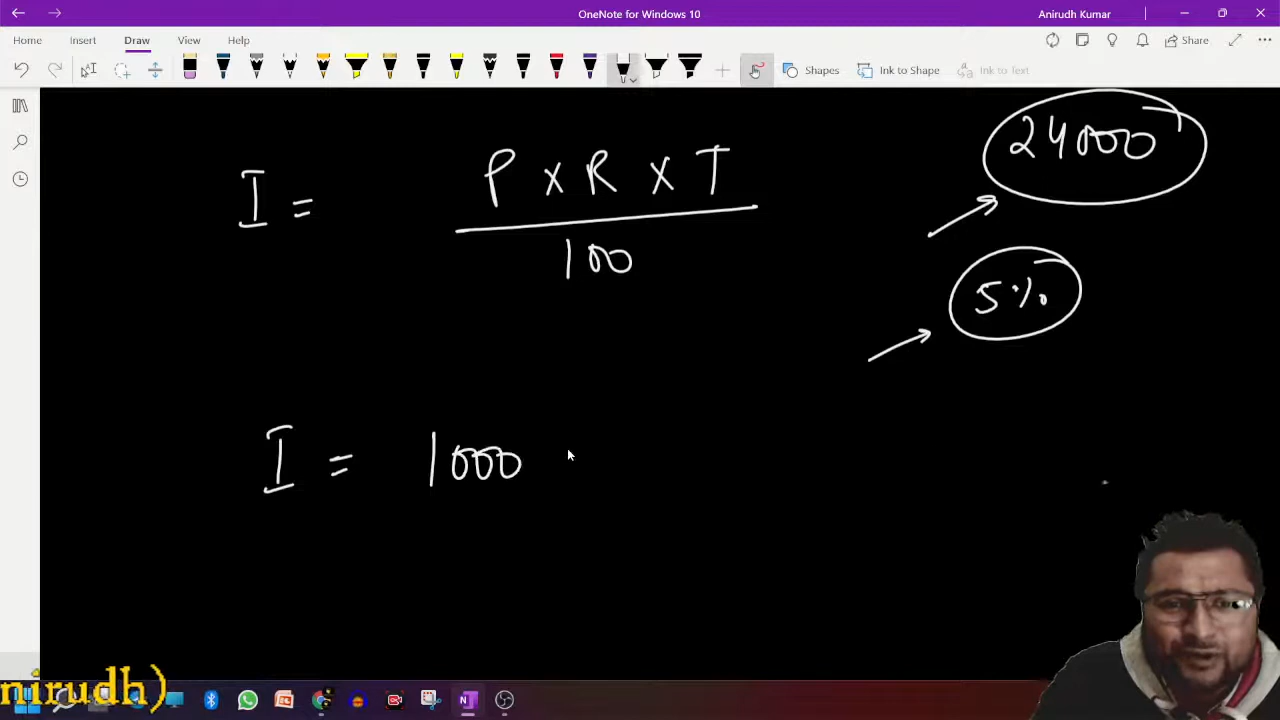 OneNote for Windows 10
Anirudh Kumar
Home Insert Draw View Help
Share
Shapes
Ink to Shape
Ink to Text
I = P x R x T
100
24000
5%
I = 1000
nirudh)